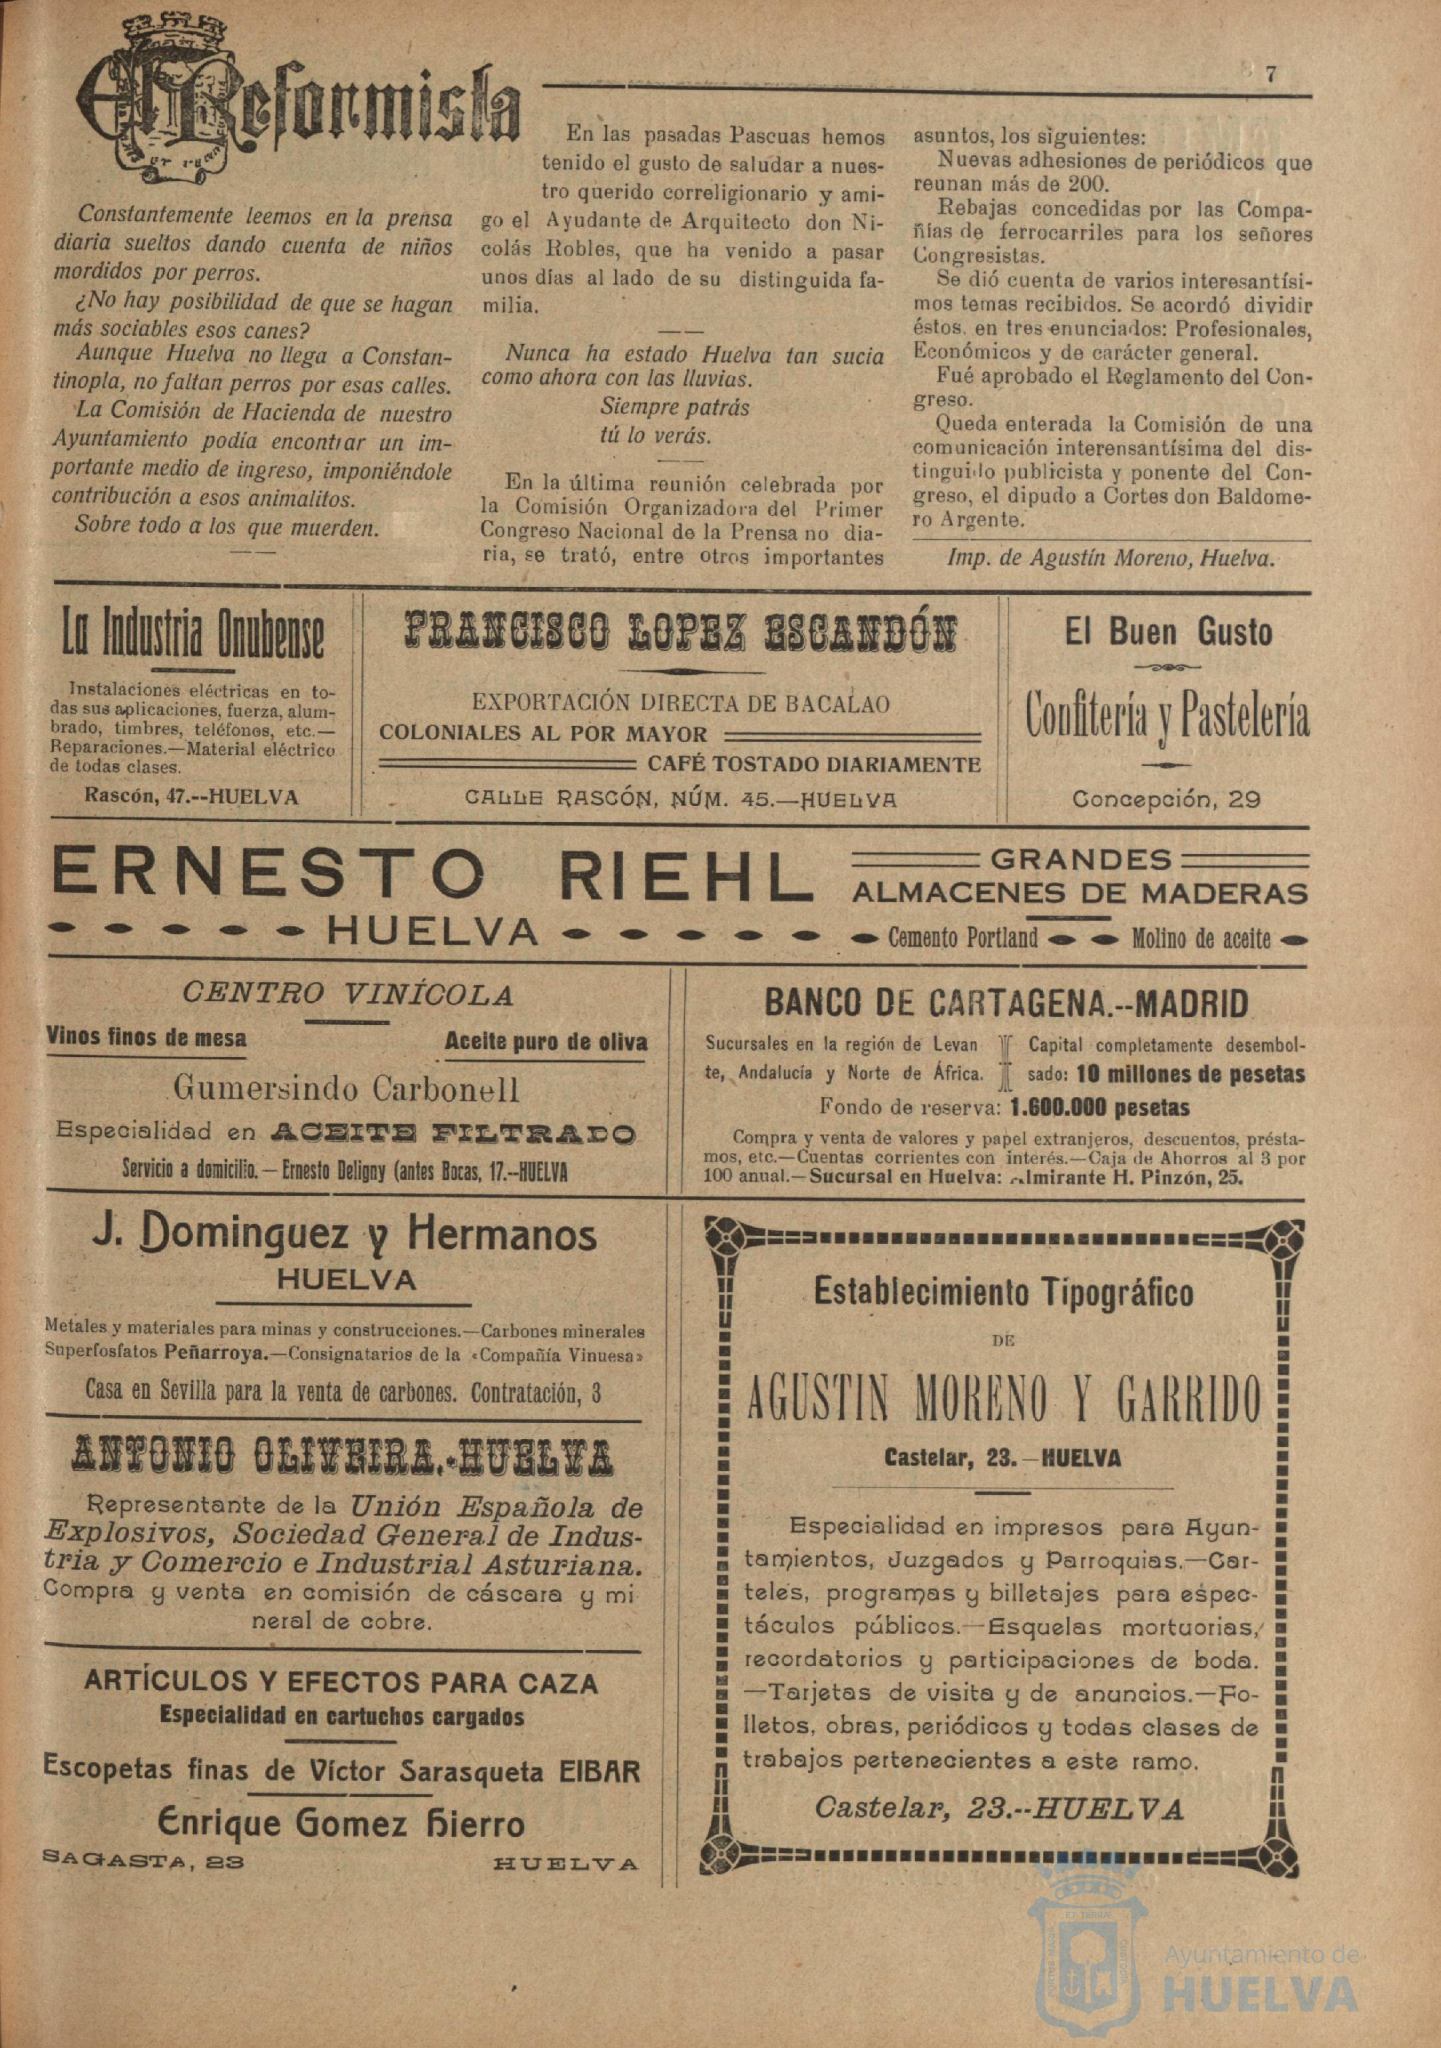 El Reformista
7
Constantemente leemos en la prensa
diaria sueltos dando cuenta de niños
mordidos por perros.
¿No hay posibilidad de que se hagan
más sociables esos canes?
Aunque Huelva no llega a Constan-
tinopla, no faltan perros por esas calles.
La Comisión de Hacienda de nuestro
Ayuntamiento podía encontrar un im-
portante medio de ingreso, imponiéndole
contribución a esos animalitos.
Sobre todo a los que muerden.
En las pasadas Pascuas hemos
tenido el gusto de saludar a nues-
tro querido correligionario y ami-
go el Ayudante de Arquitecto don Ni-
colás Robles, que ha venido a pasar
unos días al lado de su distinguida fa-
milia.
Nunca ha estado Huelva tan sucia
como ahora con las lluvias.
Siempre patrás
tú lo verás.
En la última reunión celebrada por
la Comisión Organizadora del Primer
Congreso Nacional de la Prensa no dia-
ria, se trató, entre otros importantes
asuntos, los siguientes:
Nuevas adhesiones de periódicos que
reunan más de 200.
Rebajas concedidas por las Compa-
ñías de ferrocarriles para los señores
Congresistas.
Se dió cuenta de varios interesantísi-
mos temas recibidos. Se acordó dividir
éstos, en tres enunciados: Profesionales,
Económicos y de carácter general.
Fué aprobado el Reglamento del Con-
greso.
Queda enterada la Comisión de una
comunicación interensantísima del dis-
tinguido publicista y ponente del Con-
greso, el dipudo a Cortes don Baldome-
ro Argente.
Imp. de Agustín Moreno, Huelva.
La Industria Onubense
Instalaciones eléctricas en to-
das sus aplicaciones, fuerza, alum-
brado, timbres, teléfonos, etc.—
Reparaciones.—Material eléctrico
de todas clases.
Rascón, 47.--HUELVA
FRANCISCO LOPEZ ESCANDÓN
EXPORTACIÓN DIRECTA DE BACALAO
COLONIALES AL POR MAYOR
CAFÉ TOSTADO DIARIAMENTE
CALLE RASCÓN, NÚM. 45.—HUELVA
El Buen Gusto
Confitería y Pastelería
Concepción, 29
ERNESTO RIEHL
HUELVA
GRANDES
ALMACENES DE MADERAS
Cemento Portland
Molino de aceite
CENTRO VINÍCOLA
Vinos finos de mesa Aceite puro de oliva
Gumersindo Carbonell
Especialidad en ACEITE FILTRADO
Servicio a domicilio.—Ernesto Deligny (antes Bocas, 17.--HUELVA
BANCO DE CARTAGENA.--MADRID
Sucursales en la región de Levan
te, Andalucía y Norte de África.
Capital completamente desembol-
sado: 10 millones de pesetas
Fondo de reserva: 1.600.000 pesetas
Compra y venta de valores y papel extranjeros, descuentos, présta-
mos, etc.—Cuentas corrientes con interés.—Caja de Ahorros al 3 por
100 anual.—Sucursal en Huelva: Almirante H. Pinzón, 25.
J. Dominguez y Hermanos
HUELVA
Metales y materiales para minas y construcciones.—Carbones minerales
Superfosfatos Peñarroya.—Consignatarios de la «Compañía Vinuesa»
Casa en Sevilla para la venta de carbones. Contratación, 3
ANTONIO OLIVEIRA.-HUELVA
Representante de la Unión Española de
Explosivos, Sociedad General de Indus-
tria y Comercio e Industrial Asturiana.
Compra y venta en comisión de cáscara y mi
neral de cobre.
ARTÍCULOS Y EFECTOS PARA CAZA
Especialidad en cartuchos cargados
Escopetas finas de Víctor Sarasqueta EIBAR
Enrique Gomez Hierro
SAGASTA, 23 HUELVA
Establecimiento Tipográfico
DE
AGUSTIN MORENO Y GARRIDO
Castelar, 23.—HUELVA
Especialidad en impresos para Ayun-
tamientos, Juzgados y Parroquias.—Car-
teles, programas y billetajes para espec-
táculos públicos.—Esquelas mortuorias,
recordatorios y participaciones de boda.
—Tarjetas de visita y de anuncios.—Fo-
lletos, obras, periódicos y todas clases de
trabajos pertenecientes a este ramo.
Castelar, 23.--HUELVA
Ayuntamiento de
HUELVA